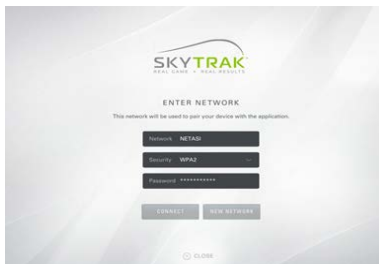 SKYTRAK
REAL GAME • REAL RESULTS
ENTER NETWORK
This network will be used to pair your device with the application.
Network NETASI
Security WPA2
Password ***********
CONNECT NEW NETWORK
CLOSE